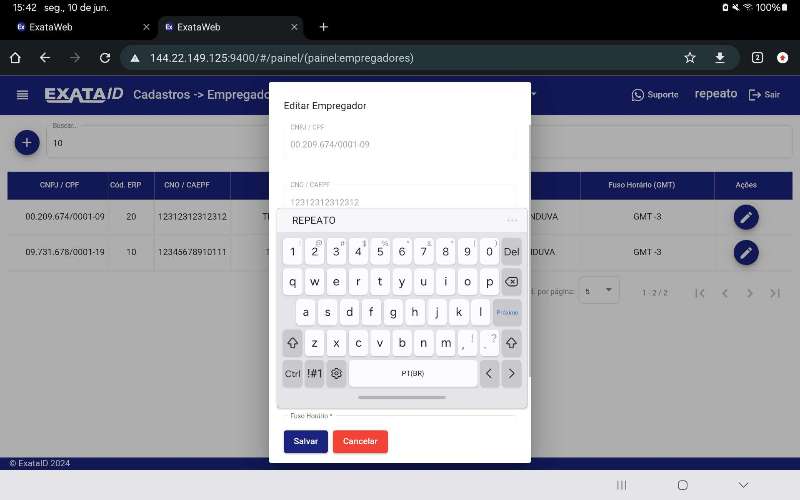 15:42 seg., 10 de jun. 100%
ExataWeb
ExataWeb
144.22.149.125:9400/#/painel/(painel:empregadores)
2
EXATAID Cadastros -> Empregado
Suporte repeato Sair
Buscar..
10
CNPJ / CPF Cód. ERP CNO / CAEPF Fuso Horário (GMT) Ações
00.209.674/0001-09 20 12312312312312 NDUVA GMT -3
09.731.678/0001-19 10 12345678910111 UVA GMT -3
por página: 5 1 - 2 / 2
Editar Empregador
CNPJ / CPF
00.209.674/0001-09
CNO / CAEPF
12312312312312
REPEATO
1 2 3 4 5 6 7 8 9 0 Del
q w e r t y u i o p
a s d f g h j k l Próximo
z x c v b n m , ! . ?
Ctrl !#1 PT(BR) < >
Fuso Horário *
Salvar Cancelar
© ExataID 2024